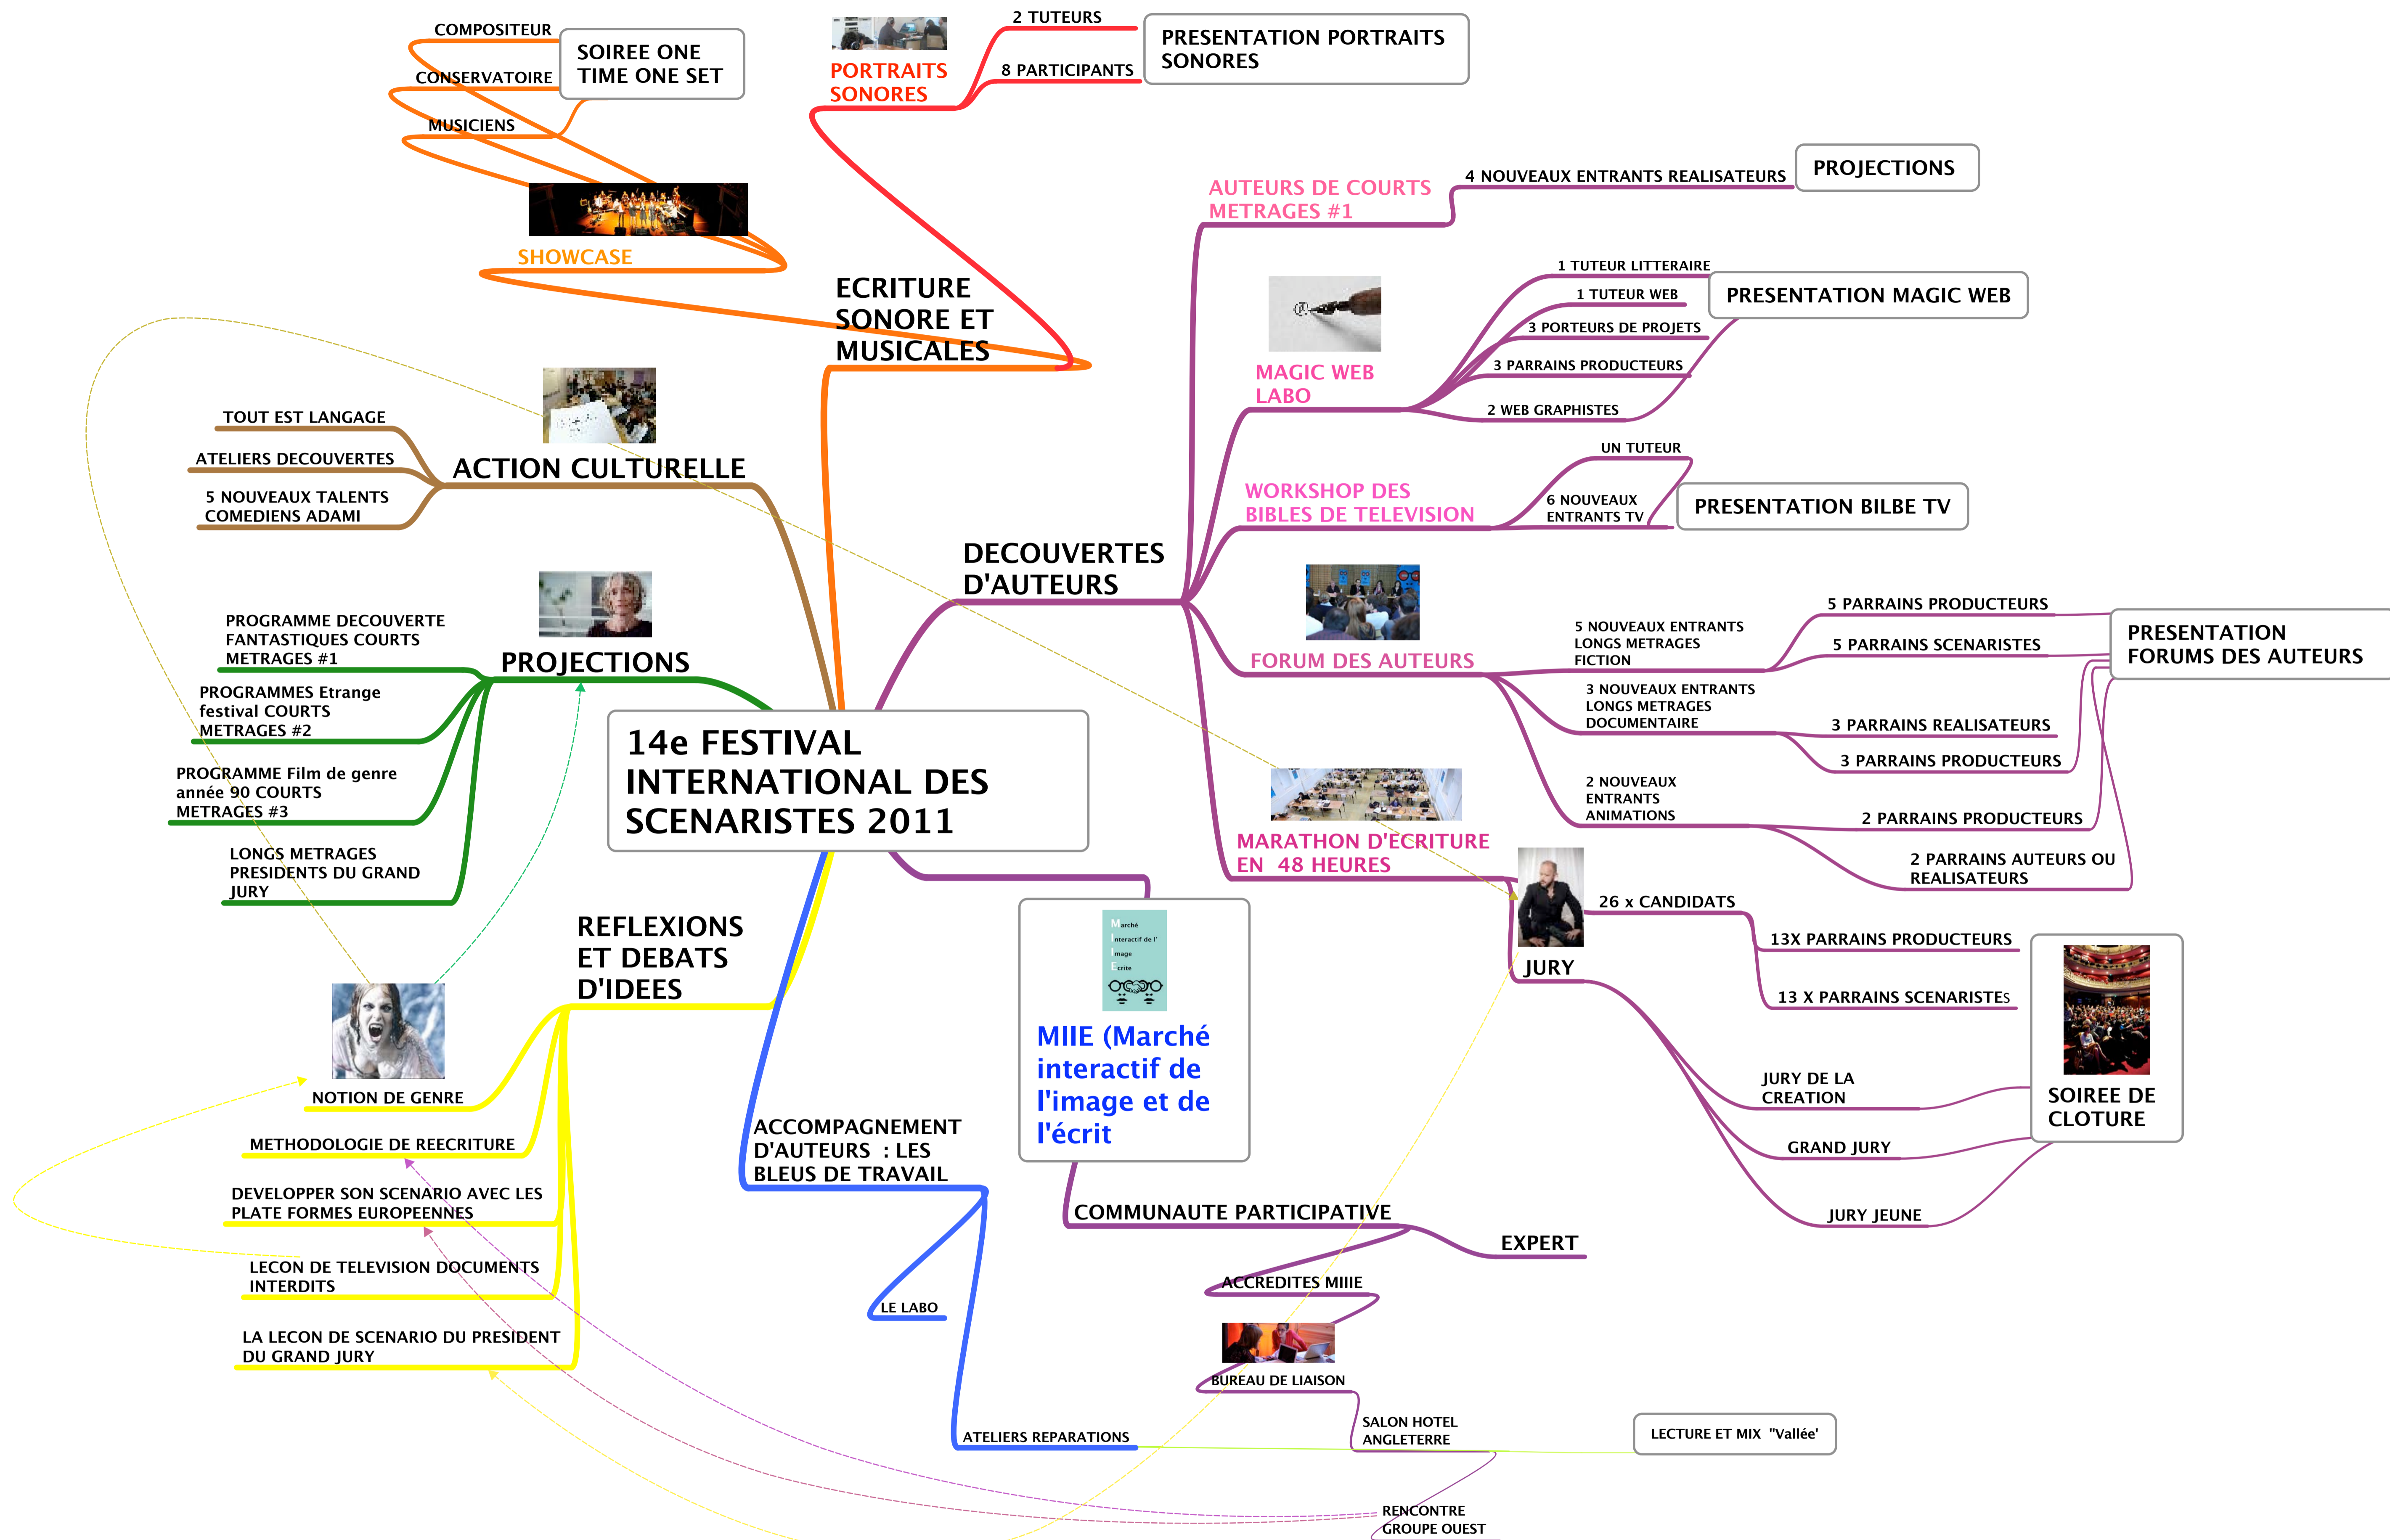 COMPOSITEUR
CONSERVATOIRE
MUSICIENS
SOIREE ONE
TIME ONE SET
SHOWCASE
PORTRAITS
SONORES
2 TUTEURS
8 PARTICIPANTS
PRESENTATION PORTRAITS
SONORES
ECRITURE
SONORE ET
MUSICALES
AUTEURS DE COURTS
METRAGES #1
4 NOUVEAUX ENTRANTS REALISATEURS
PROJECTIONS
MAGIC WEB
LABO
1 TUTEUR LITTERAIRE
1 TUTEUR WEB
3 PORTEURS DE PROJETS
3 PARRAINS PRODUCTEURS
2 WEB GRAPHISTES
PRESENTATION MAGIC WEB
WORKSHOP DES
BIBLES DE TELEVISION
UN TUTEUR
6 NOUVEAUX
ENTRANTS TV
PRESENTATION BILBE TV
DECOUVERTES
D'AUTEURS
FORUM DES AUTEURS
5 NOUVEAUX ENTRANTS
LONGS METRAGES
FICTION
5 PARRAINS PRODUCTEURS
5 PARRAINS SCENARISTES
3 NOUVEAUX ENTRANTS
LONGS METRAGES
DOCUMENTAIRE
3 PARRAINS REALISATEURS
3 PARRAINS PRODUCTEURS
2 NOUVEAUX
ENTRANTS
ANIMATIONS
2 PARRAINS PRODUCTEURS
2 PARRAINS AUTEURS OU
REALISATEURS
PRESENTATION
FORUMS DES AUTEURS
MARATHON D'ECRITURE
EN  48 HEURES
26 x CANDIDATS
13X PARRAINS PRODUCTEURS
13 X PARRAINS SCENARISTEs
JURY
JURY DE LA
CREATION
GRAND JURY
JURY JEUNE
SOIREE DE
CLOTURE
ACTION CULTURELLE
TOUT EST LANGAGE
ATELIERS DECOUVERTES
5 NOUVEAUX TALENTS
COMEDIENS ADAMI
PROJECTIONS
PROGRAMME DECOUVERTE
FANTASTIQUES COURTS
METRAGES #1
PROGRAMMES Etrange
festival COURTS
METRAGES #2
PROGRAMME Film de genre
année 90 COURTS
METRAGES #3
LONGS METRAGES
PRESIDENTS DU GRAND
JURY
14e FESTIVAL
INTERNATIONAL DES
SCENARISTES 2011
REFLEXIONS
ET DEBATS
D'IDEES
NOTION DE GENRE
METHODOLOGIE DE REECRITURE
DEVELOPPER SON SCENARIO AVEC LES
PLATE FORMES EUROPEENNES
LECON DE TELEVISION DOCUMENTS
INTERDITS
LA LECON DE SCENARIO DU PRESIDENT
DU GRAND JURY
ACCOMPAGNEMENT
D'AUTEURS  : LES
BLEUS DE TRAVAIL
LE LABO
ATELIERS REPARATIONS
LECTURE ET MIX  "Vallée'
Marché
Interactif de l'
Image
Ecrite
MIIE (Marché
interactif de
l'image et de
l'écrit
COMMUNAUTE PARTICIPATIVE
EXPERT
ACCREDITES MIIIE
BUREAU DE LIAISON
SALON HOTEL
ANGLETERRE
RENCONTRE
GROUPE OUEST